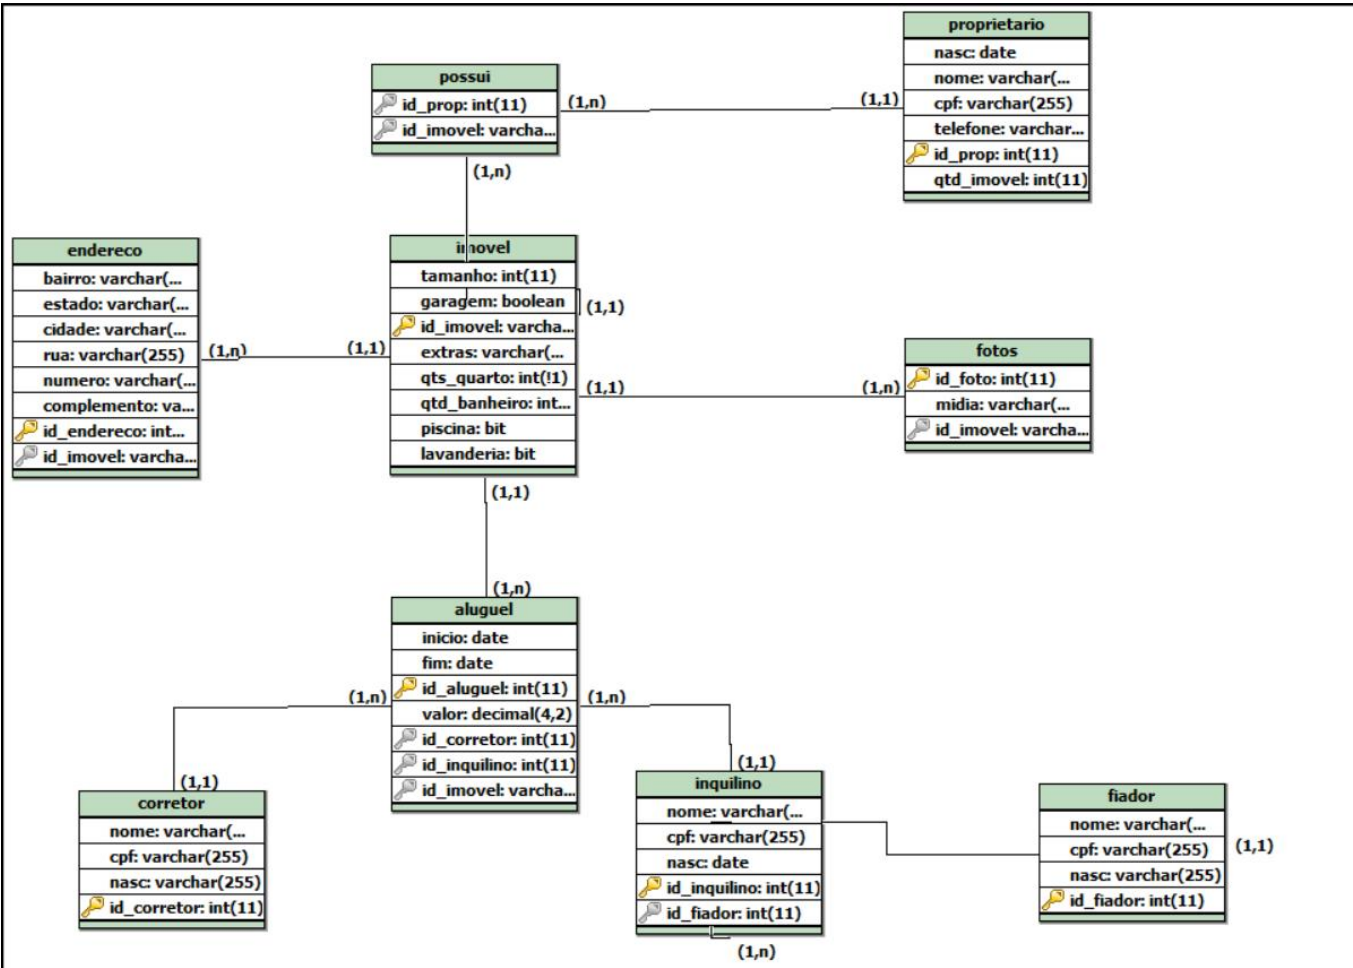 proprietario
nasc: date
nome: varchar(...
cpf: varchar(255)
telefone: varchar...
id_prop: int(11)
qtd_imovel: int(11)
possui
id_prop: int(11)
id_imovel: varcha...
(1,n)
(1,1)
(1,n)
endereco
bairro: varchar(...
estado: varchar(...
cidade: varchar(...
rua: varchar(255)
numero: varchar(...
complemento: va...
id_endereco: int...
id_imovel: varcha...
(1,n)
(1,1)
imovel
tamanho: int(11)
garagem: boolean
id_imovel: varcha...
extras: varchar(...
qts_quarto: int(!1)
qtd_banheiro: int...
piscina: bit
lavanderia: bit
(1,1)
(1,1)
(1,n)
fotos
id_foto: int(11)
midia: varchar(...
id_imovel: varcha...
(1,1)
(1,n)
aluguel
inicio: date
fim: date
id_aluguel: int(11)
valor: decimal(4,2)
id_corretor: int(11)
id_inquilino: int(11)
id_imovel: varcha...
(1,n)
(1,n)
(1,1)
corretor
nome: varchar(...
cpf: varchar(255)
nasc: varchar(255)
id_corretor: int(11)
(1,1)
inquilino
nome: varchar(...
cpf: varchar(255)
nasc: date
id_inquilino: int(11)
id_fiador: int(11)
(1,n)
fiador
nome: varchar(...
cpf: varchar(255)
nasc: varchar(255)
id_fiador: int(11)
(1,1)